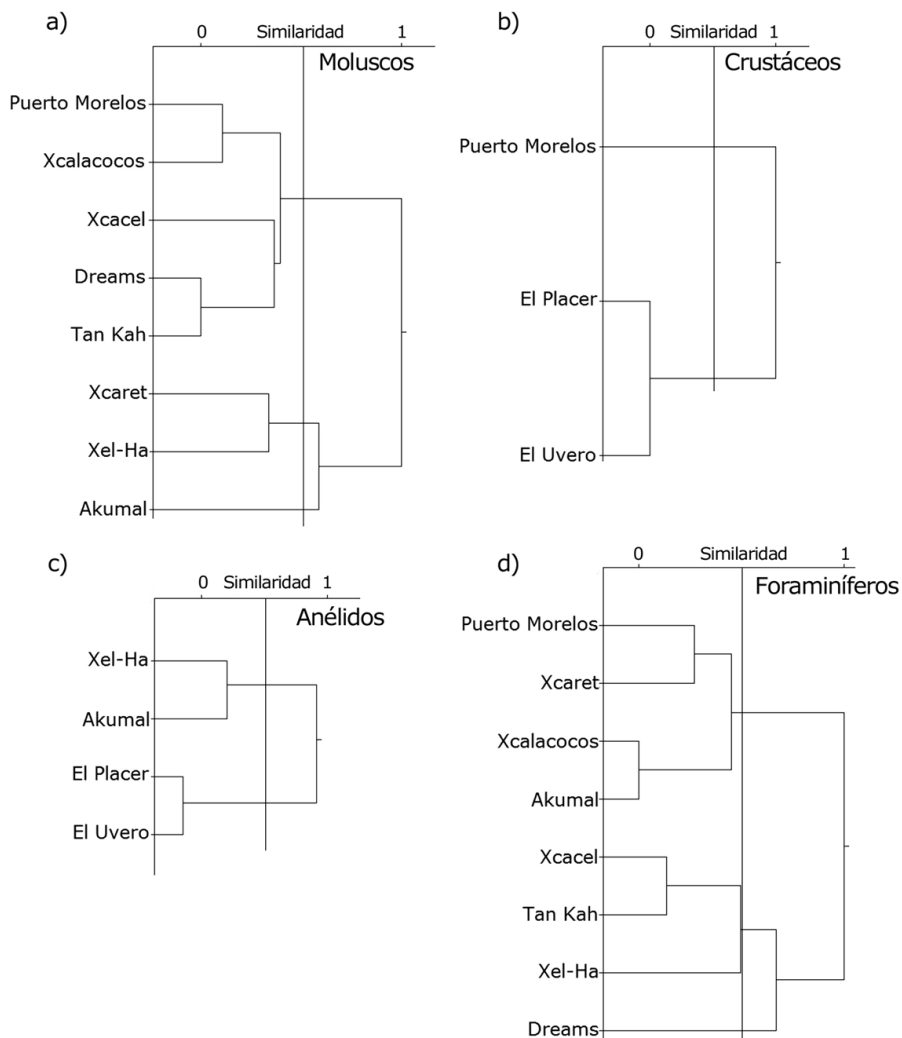 a)
0 Similaridad 1
Moluscos
Puerto Morelos
Xcalacocos
Xcacel
Dreams
Tan Kah
Xcaret
Xel-Ha
Akumal
b)
0 Similaridad 1
Crustáceos
Puerto Morelos
El Placer
El Uvero
c)
0 Similaridad 1
Anélidos
Xel-Ha
Akumal
El Placer
El Uvero
d)
0 Similaridad 1
Foraminíferos
Puerto Morelos
Xcaret
Xcalacocos
Akumal
Xcacel
Tan Kah
Xel-Ha
Dreams